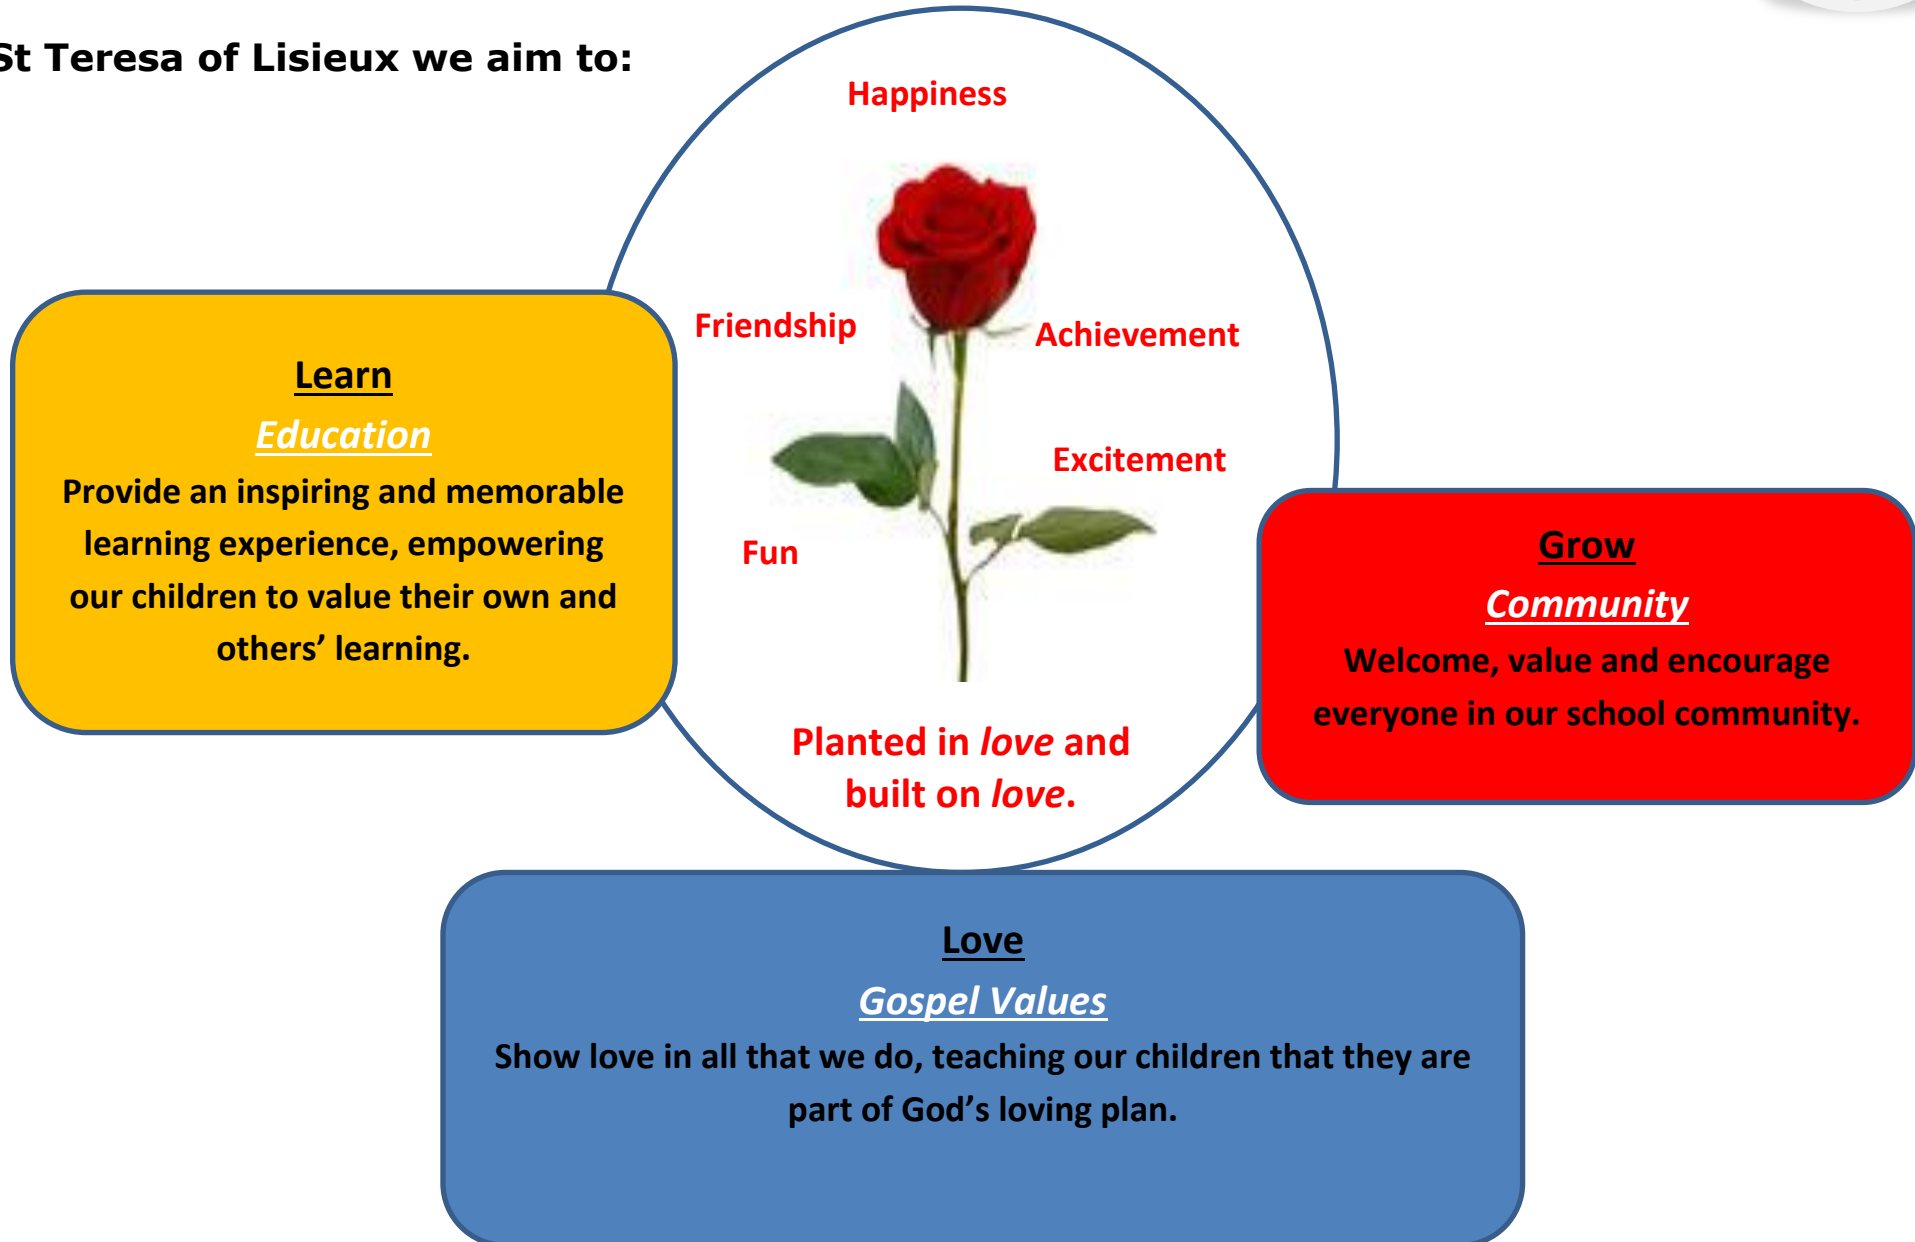 St Teresa of Lisieux we aim to:
Happiness
Friendship
Achievement
Excitement
Fun
Planted in love and
built on love.
Learn
Education
Provide an inspiring and memorable
learning experience, empowering
our children to value their own and
others’ learning.
Grow
Community
Welcome, value and encourage
everyone in our school community.
Love
Gospel Values
Show love in all that we do, teaching our children that they are
part of God’s loving plan.